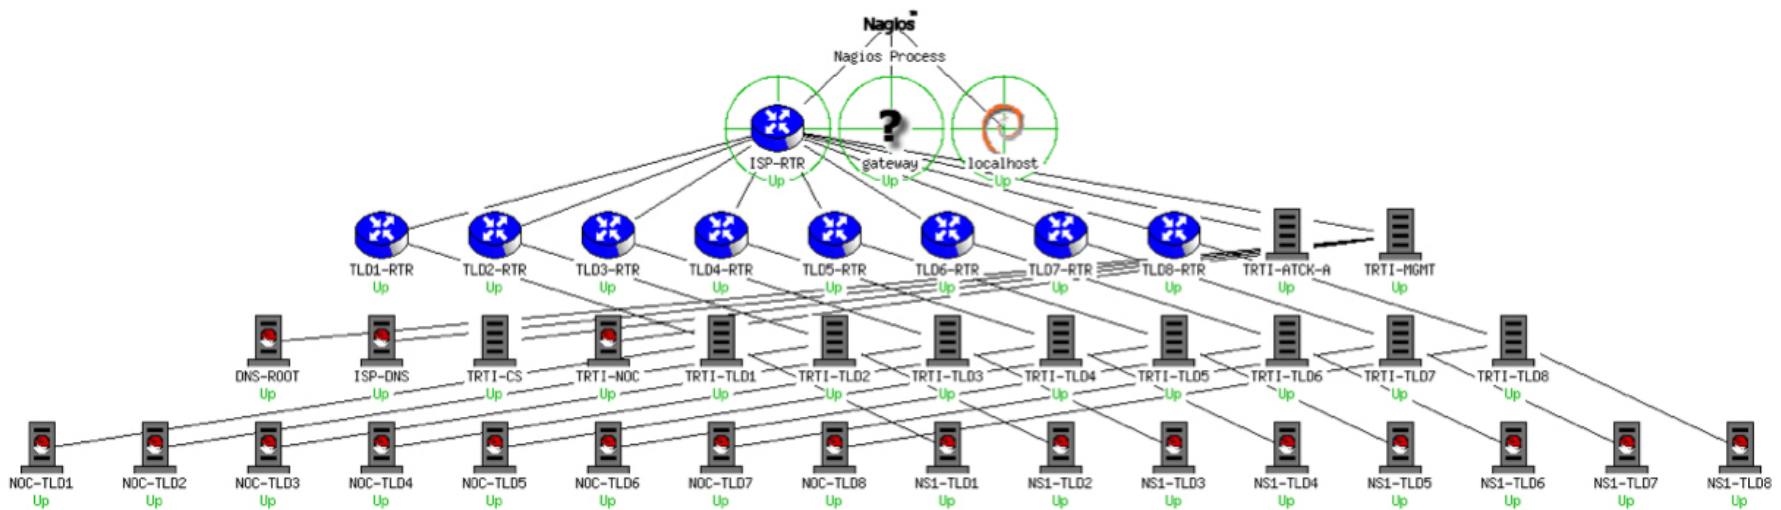 Nagios™
Nagios Process
ISP-RTR gateway localhost
Up Up Up
TLD1-RTR TLD2-RTR TLD3-RTR TLD4-RTR TLD5-RTR TLD6-RTR TLD7-RTR TLD8-RTR TRTI-ATCK-A TRTI-MGMT
Up Up Up Up Up Up Up Up Up Up
DNS-ROOT ISP-DNS TRTI-CS TRTI-NOC TRTI-TLD1 TRTI-TLD2 TRTI-TLD3 TRTI-TLD4 TRTI-TLD5 TRTI-TLD6 TRTI-TLD7 TRTI-TLD8
Up Up Up Up Up Up Up Up Up Up Up Up
NOC-TLD1 NOC-TLD2 NOC-TLD3 NOC-TLD4 NOC-TLD5 NOC-TLD6 NOC-TLD7 NOC-TLD8 NS1-TLD1 NS1-TLD2 NS1-TLD3 NS1-TLD4 NS1-TLD5 NS1-TLD6 NS1-TLD7 NS1-TLD8
Up Up Up Up Up Up Up Up Up Up Up Up Up Up Up Up